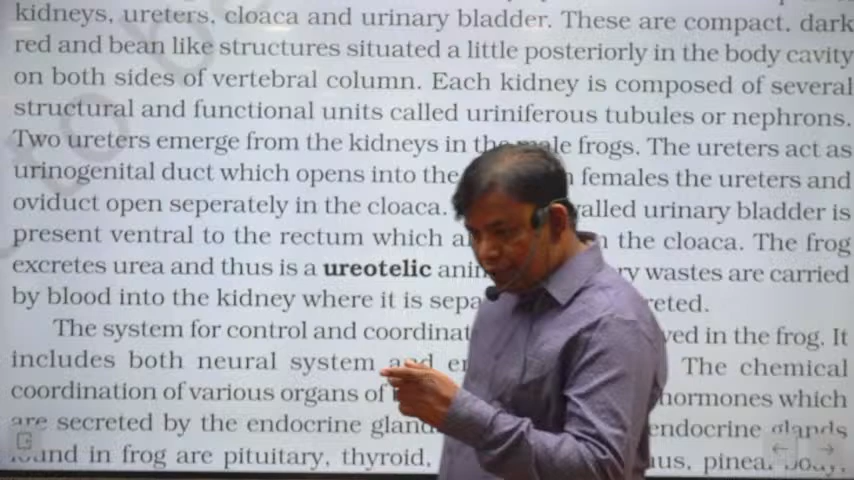 kidneys, ureters, cloaca and urinary bladder. These are compact, dark
red and bean like structures situated a little posteriorly in the body cavity
on both sides of vertebral column. Each kidney is composed of several
structural and functional units called uriniferous tubules or nephrons.
Two ureters emerge from the kidneys in the male frogs. The ureters act as
urinogenital duct which opens into the females the ureters and
oviduct open seperately in the cloaca. urinary bladder is
present ventral to the rectum which the cloaca. The frog
excretes urea and thus is a ureotelic wastes are carried
by blood into the kidney where it is
The system for control and in the frog. It
includes both neural system and The chemical
coordination of various organs of hormones which
are secreted by the endocrine endocrine glands
found in frog are pituitary, thyroid, pineal body,